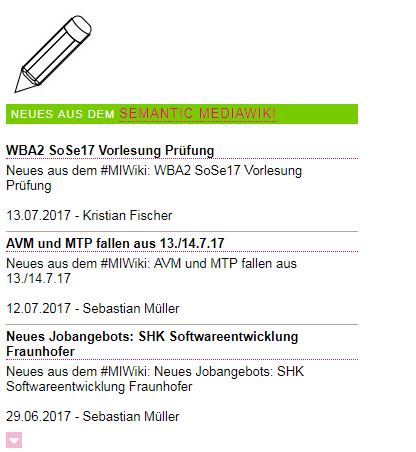 NEUES AUS DEM SEMANTIC MEDIAWIKI
WBA2 SoSe17 Vorlesung Prüfung
Neues aus dem #MIWiki: WBA2 SoSe17 Vorlesung
Prüfung
13.07.2017 - Kristian Fischer
AVM und MTP fallen aus 13./14.7.17
Neues aus dem #MIWiki: AVM und MTP fallen aus
13./14.7.17
12.07.2017 - Sebastian Müller
Neues Jobangebots: SHK Softwareentwicklung
Fraunhofer
Neues aus dem #MIWiki: Neues Jobangebots: SHK
Softwareentwicklung Fraunhofer
29.06.2017 - Sebastian Müller